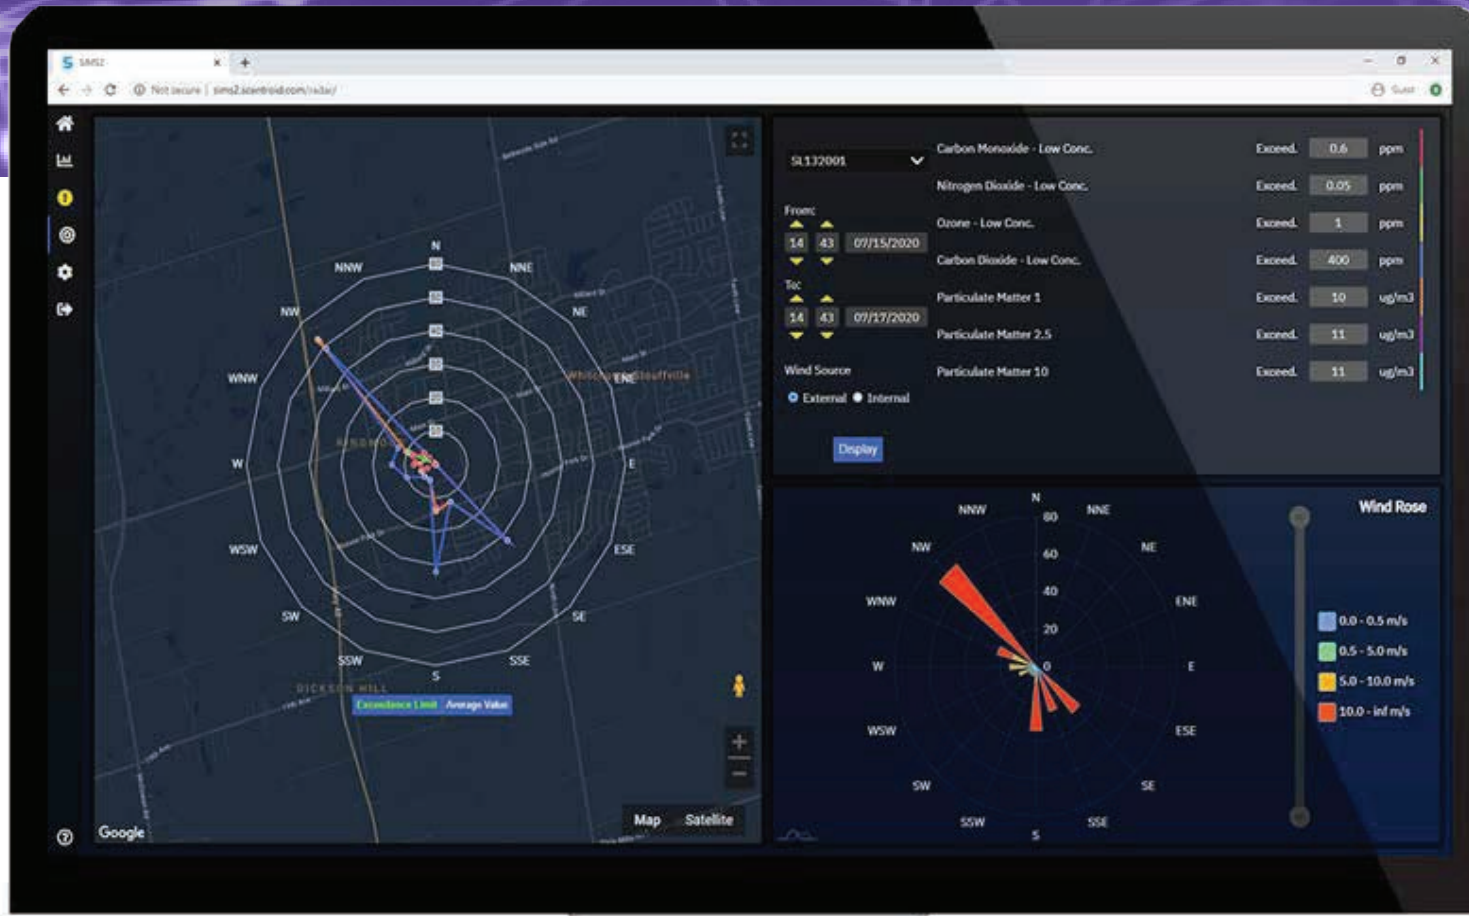 SIMS2
Not secure | sims2.scentroid.com/radar/
Guest
SL132001
From:
14 43 07/15/2020
To:
14 43 07/17/2020
Wind Source
External Internal
Display
Carbon Monoxide - Low Conc. Exceed. 0.6 ppm
Nitrogen Dioxide - Low Conc. Exceed. 0.05 ppm
Ozone - Low Conc. Exceed. 1 ppm
Carbon Dioxide - Low Conc. Exceed. 400 ppm
Particulate Matter 1 Exceed. 10 ug/m3
Particulate Matter 2.5 Exceed. 11 ug/m3
Particulate Matter 10 Exceed. 11 ug/m3
N
NNW NNE
NW NE
WNW ENE
W E
WSW ESE
SW SE
SSW SSE
S
DICKSON HILL
Exceedance Limit Average Value
Map Satellite
Google
Wind Rose
N
NNW NNE
80
NW NE
60
40
WNW ENE
20
W 0 E
WSW ESE
SW SE
SSW SSE
S
0.0 - 0.5 m/s
0.5 - 5.0 m/s
5.0 - 10.0 m/s
10.0 - inf m/s